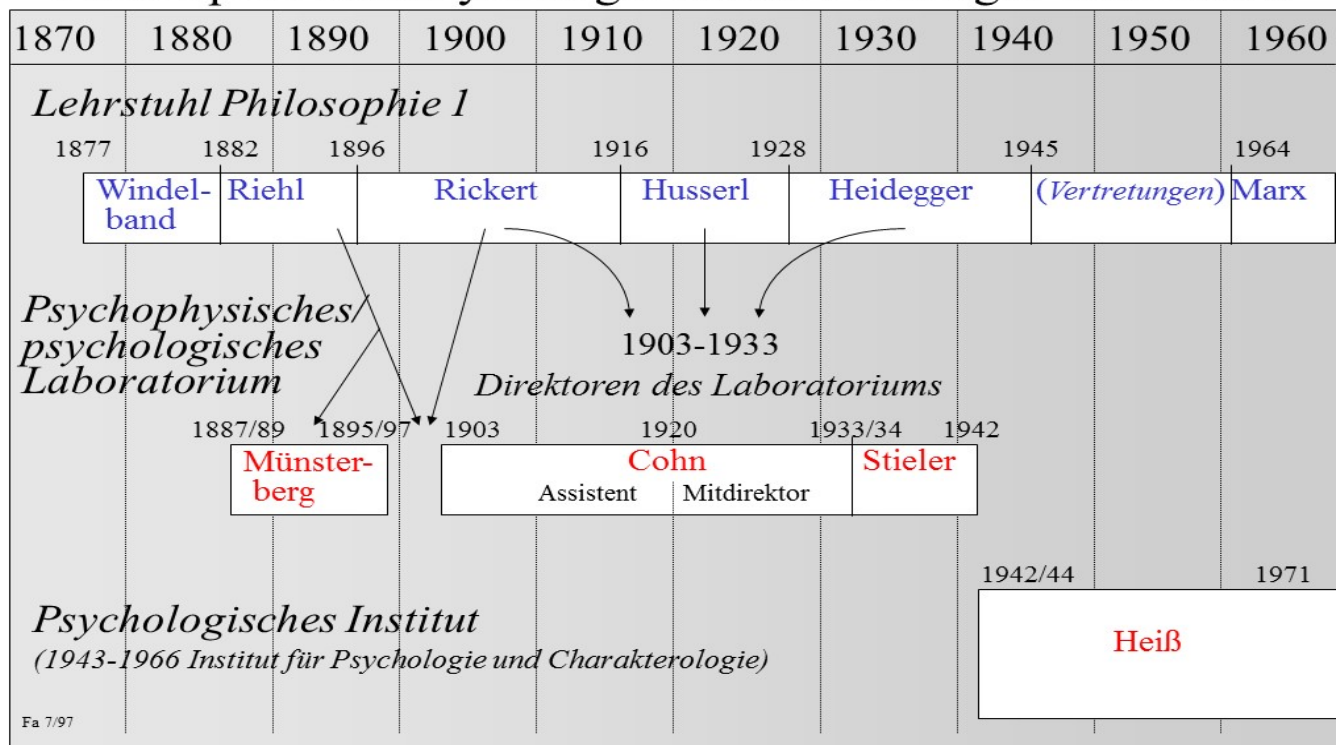 1870 1880 1890 1900 1910 1920 1930 1940 1950 1960
Lehrstuhl Philosophie 1
1877 1882 1896 1916 1928 1945 1964
Windel-
band
Riehl
Rickert
Husserl
Heidegger
(Vertretungen)
Marx
Psychophysisches/
psychologisches
Laboratorium
1903-1933
Direktoren des Laboratoriums
1887/89 1895/97 1903 1920 1933/34 1942
Münster-
berg
Cohn
Assistent Mitdirektor
Stieler
1942/44 1971
Psychologisches Institut
(1943-1966 Institut für Psychologie und Charakterologie)
Heiß
Fa 7/97